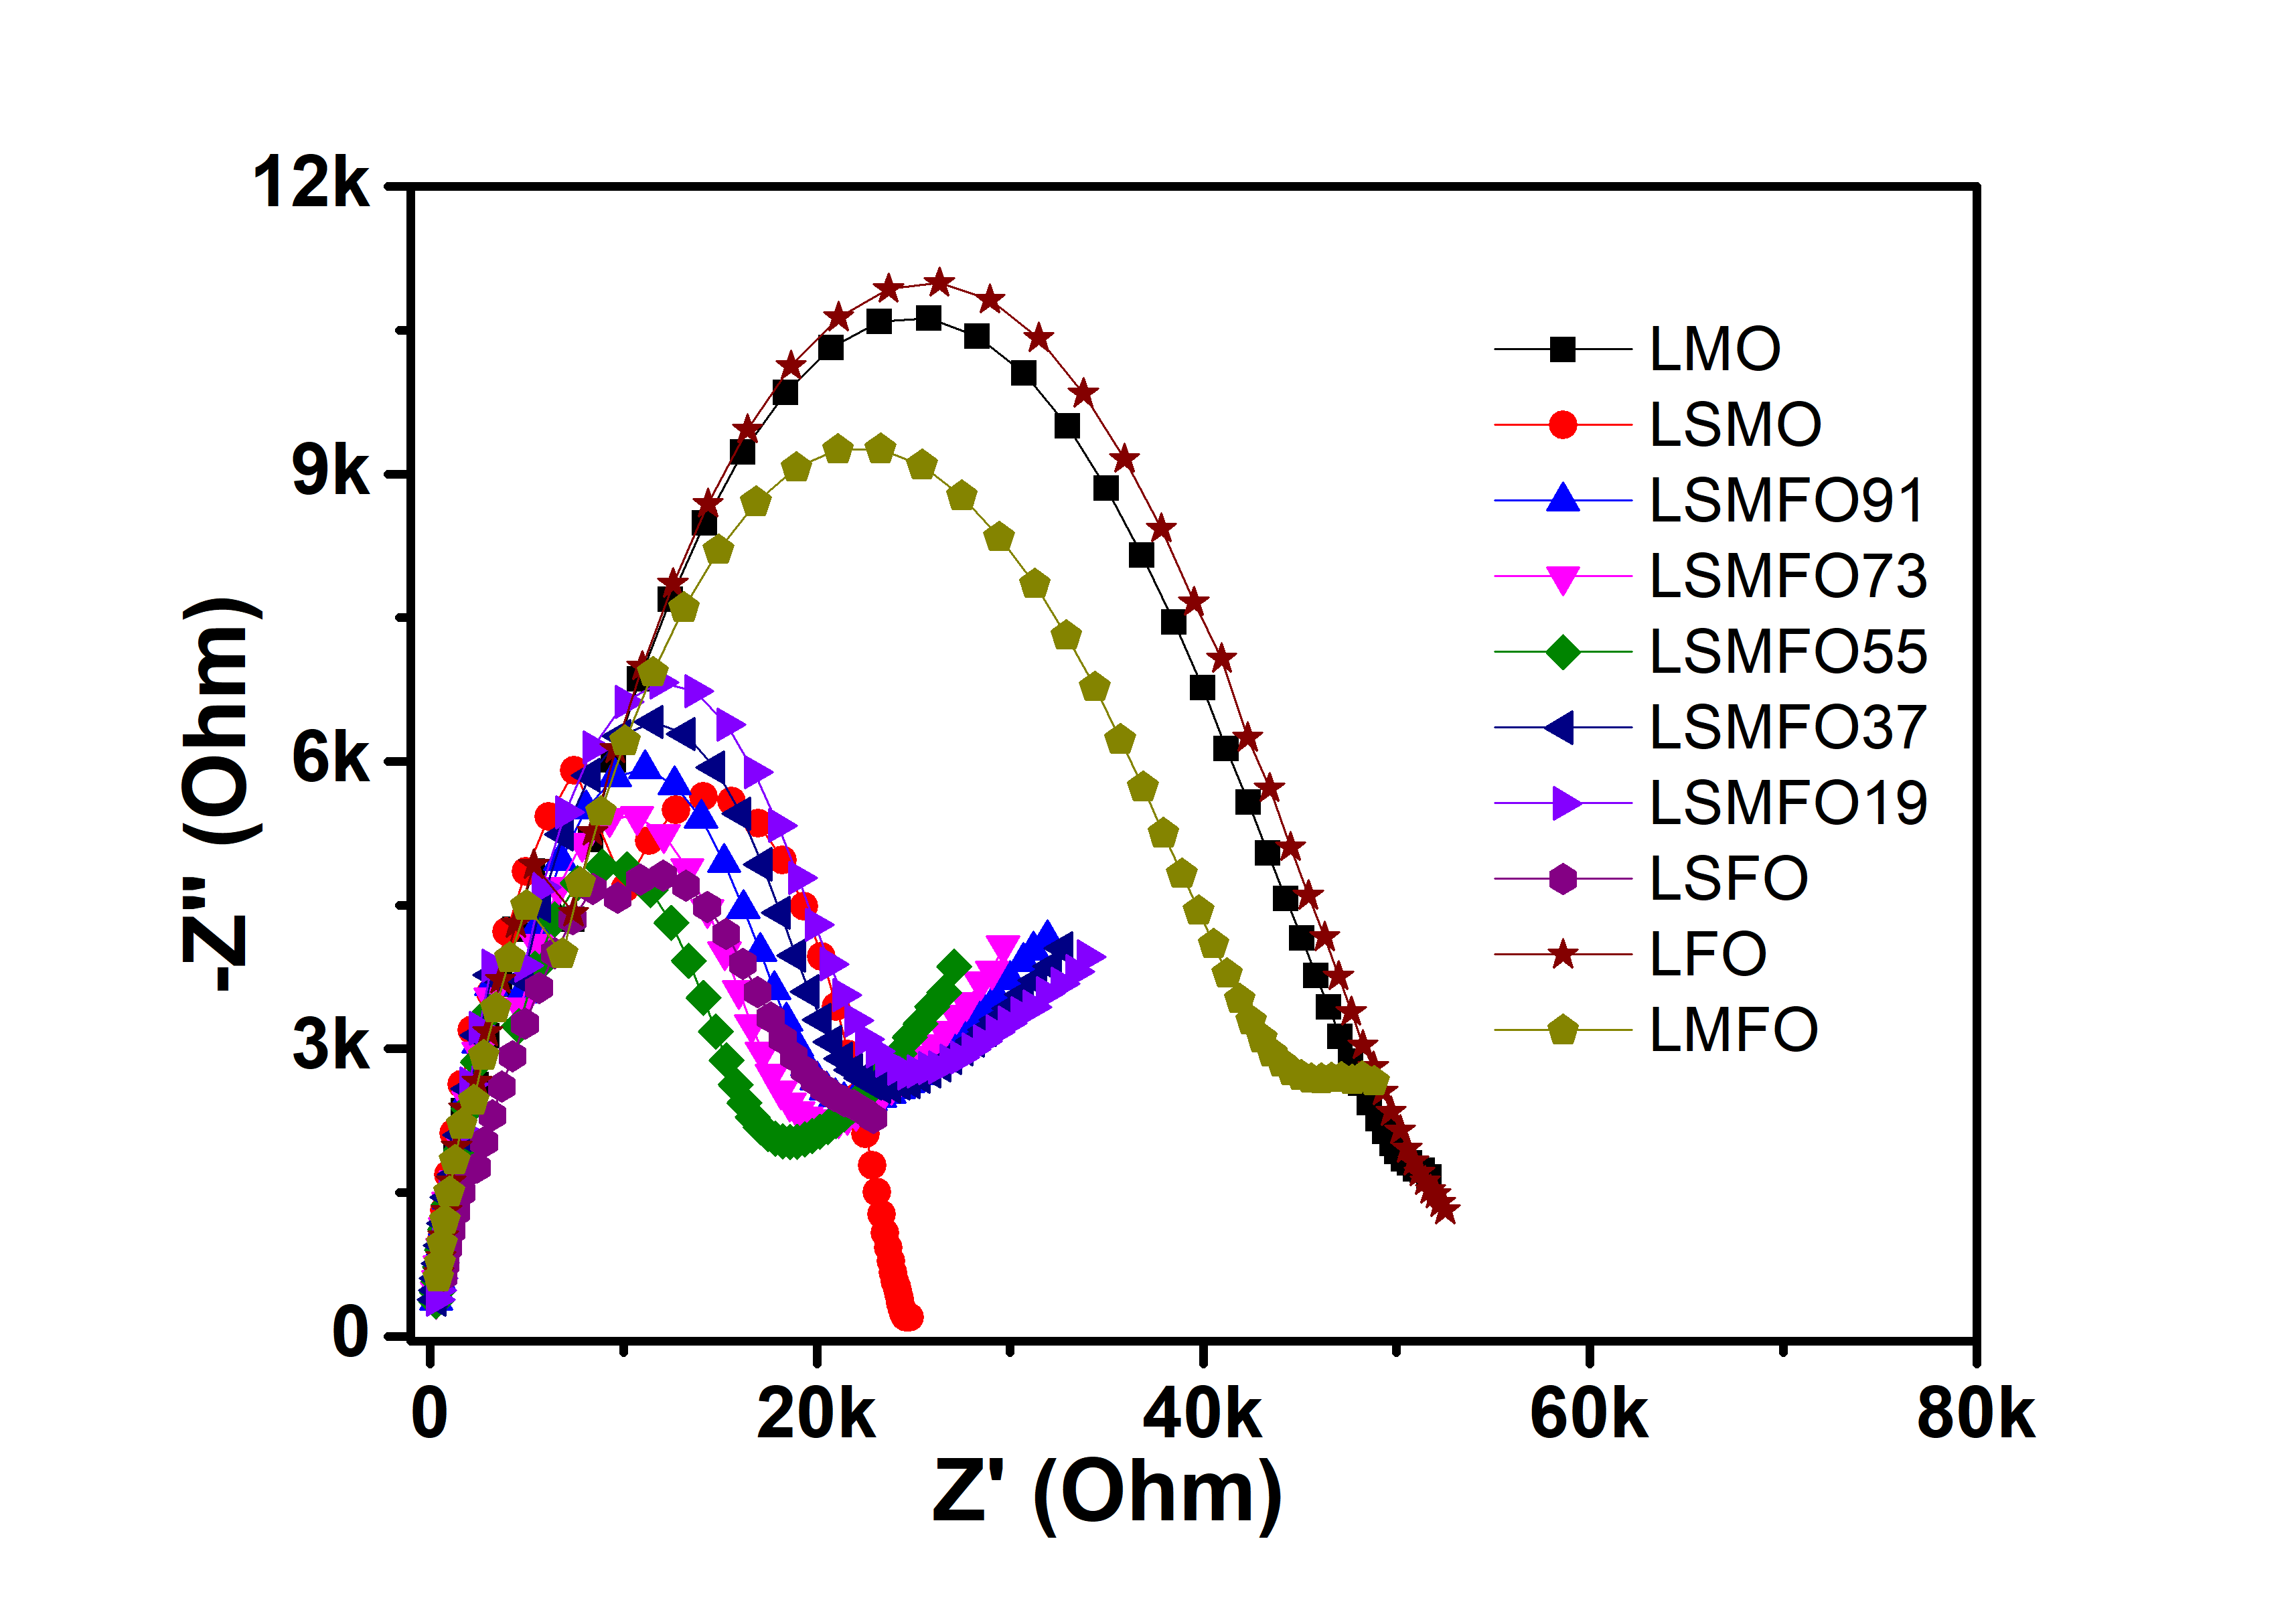 12k
9k
6k
3k
0
-Z" (Ohm)
LMO
LSMO
LSMFO91
LSMFO73
LSMFO55
LSMFO37
LSMFO19
LSFO
LFO
LMFO
0
20k
40k
60k
80k
Z' (Ohm)